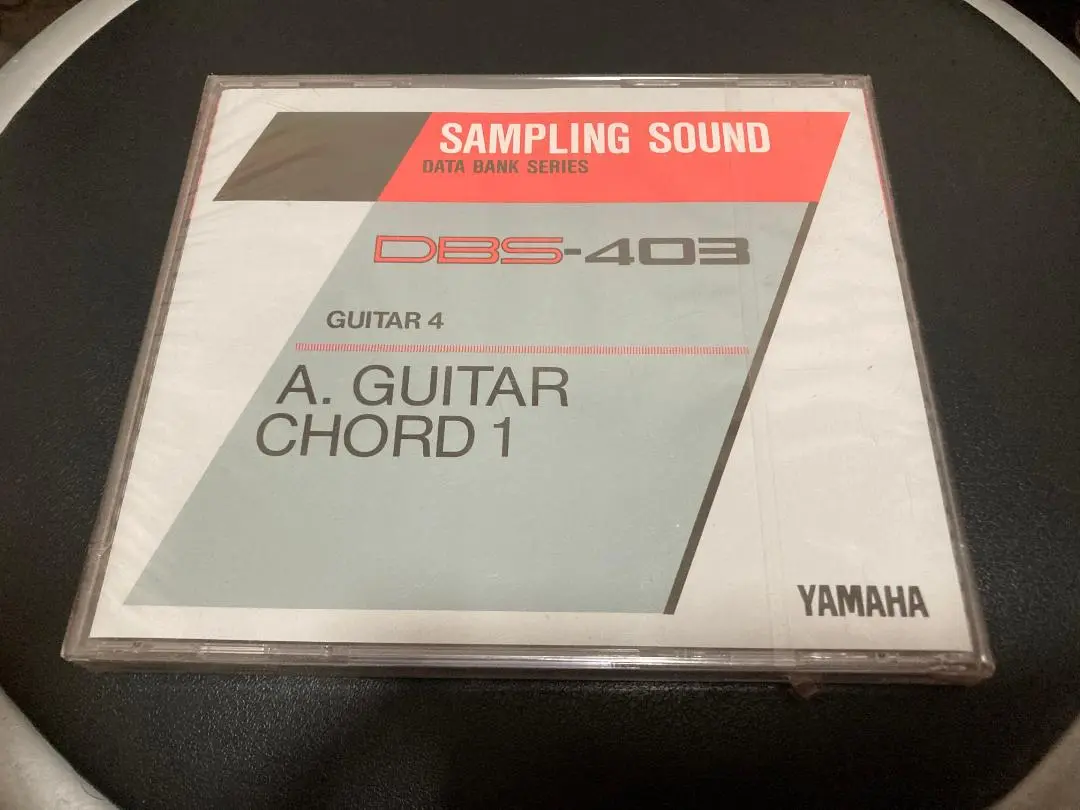 SAMPLING SOUND
DATA BANK SERIES
DBS-403
GUITAR 4
A. GUITAR
CHORD 1
YAMAHA